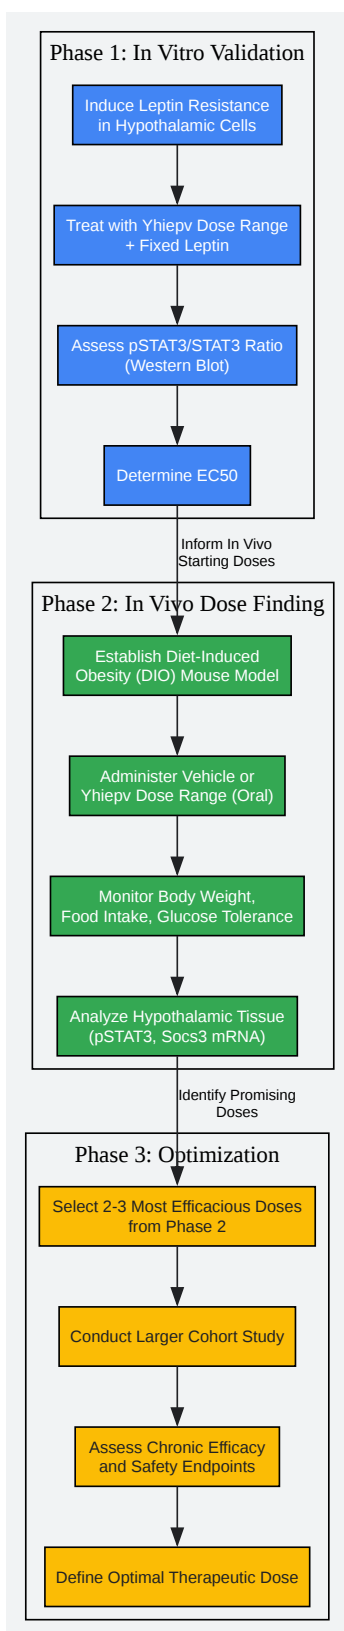 Phase 1: In Vitro Validation
Induce Leptin Resistance
in Hypothalamic Cells
Treat with Yhiepv Dose Range
+ Fixed Leptin
Assess pSTAT3/STAT3 Ratio
(Western Blot)
Determine EC50
Inform In Vivo
Starting Doses
Phase 2: In Vivo Dose Finding
Establish Diet-Induced
Obesity (DIO) Mouse Model
Administer Vehicle or
Yhiepv Dose Range (Oral)
Monitor Body Weight,
Food Intake, Glucose Tolerance
Analyze Hypothalamic Tissue
(pSTAT3, Socs3 mRNA)
Identify Promising
Doses
Phase 3: Optimization
Select 2-3 Most Efficacious Doses
from Phase 2
Conduct Larger Cohort Study
Assess Chronic Efficacy
and Safety Endpoints
Define Optimal Therapeutic Dose